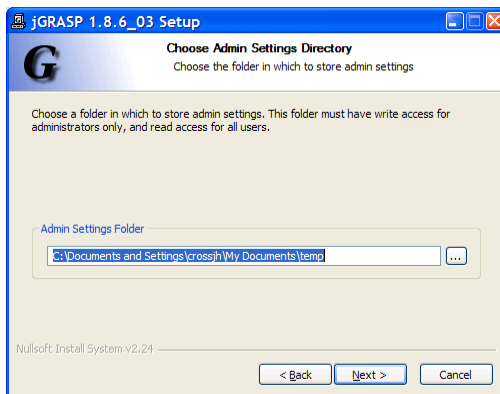 jGRASP 1.8.6_03 Setup
G
Choose Admin Settings Directory
Choose the folder in which to store admin settings
Choose a folder in which to store admin settings. This folder must have write access for
administrators only, and read access for all users.
Admin Settings Folder
C:\Documents and Settings\crossjh\My Documents\temp
...
Nullsoft Install System v2.24
< Back
Next >
Cancel